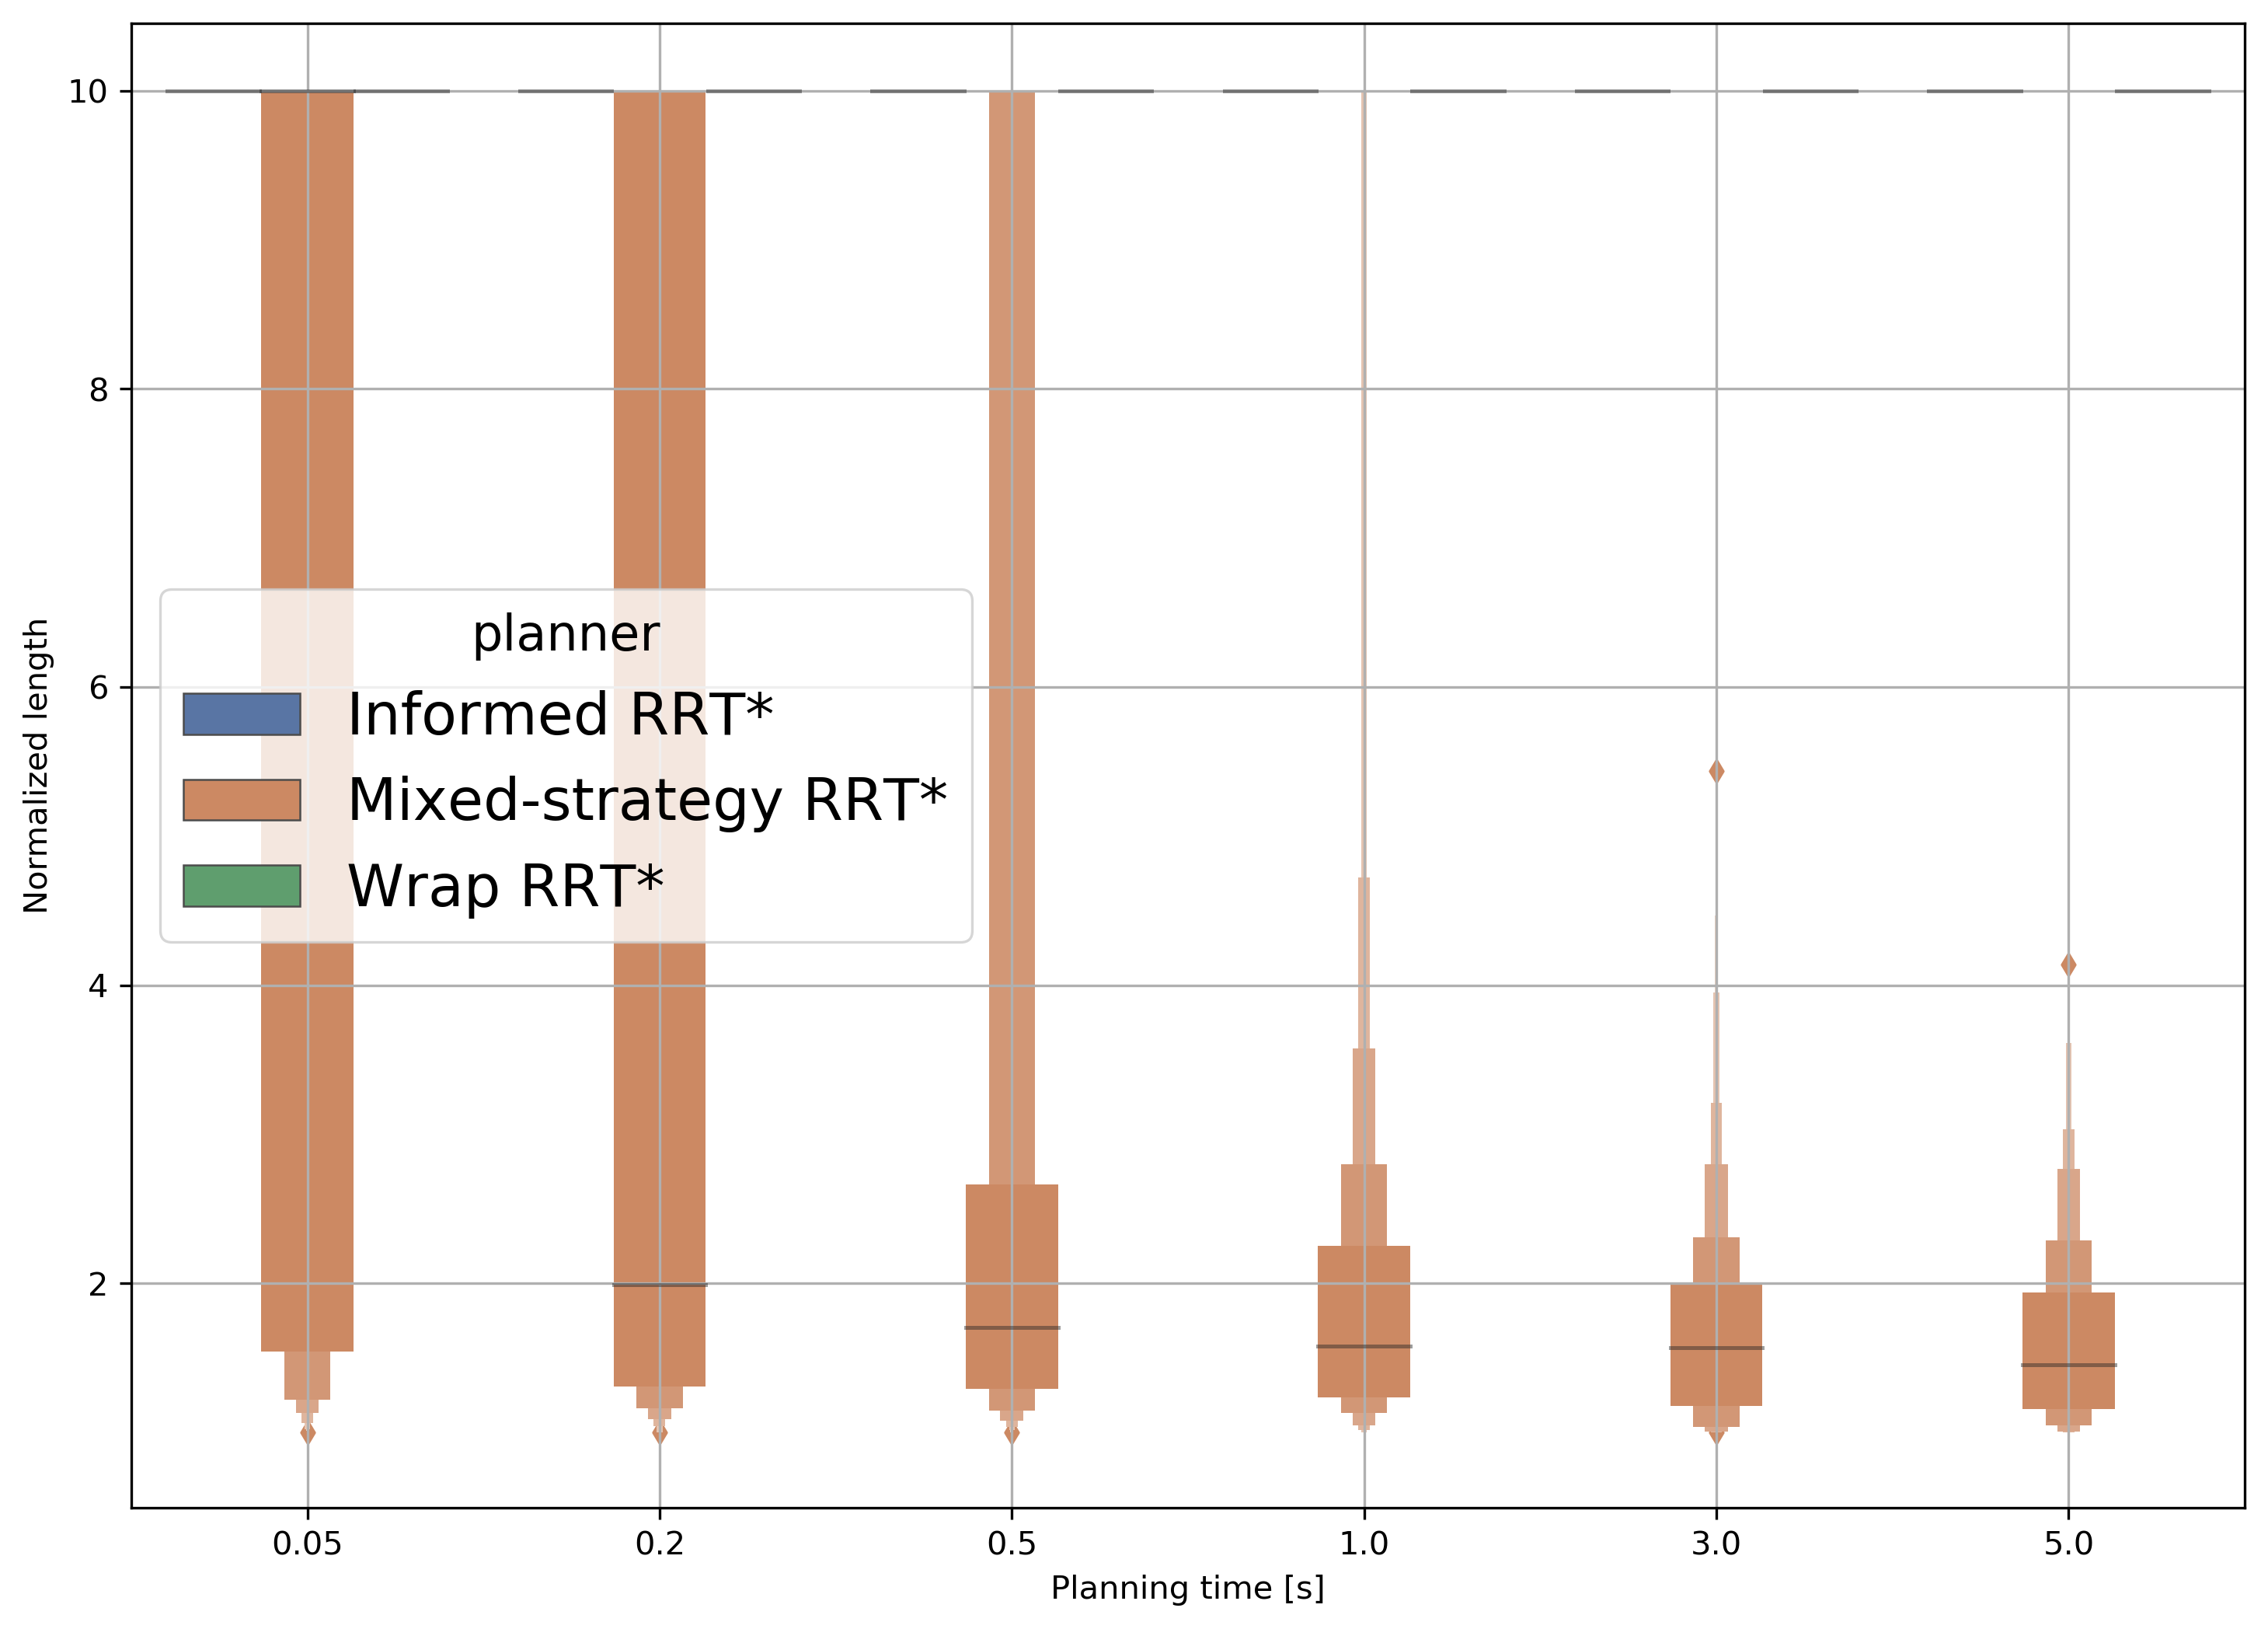 10
8
6
4
2
Normalized length
planner
Informed RRT*
Mixed-strategy RRT*
Wrap RRT*
0.05 0.2 0.5 1.0 3.0 5.0
Planning time [s]